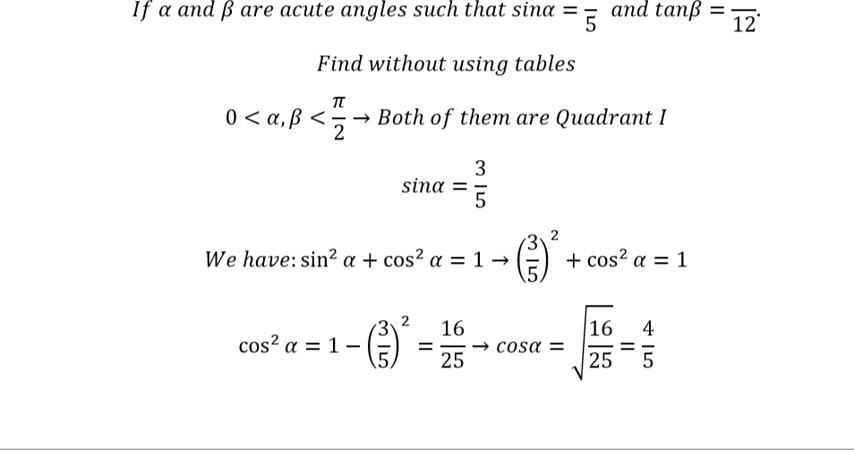 If α and β are acute angles such that sinα = /5 and tanβ = /12.
Find without using tables
0 < α, β < π/2 → Both of them are Quadrant I
sinα = 3/5
We have: sin² α + cos² α = 1 → (3/5)² + cos² α = 1
cos² α = 1 − (3/5)² = 16/25 → cosα = √(16/25) = 4/5